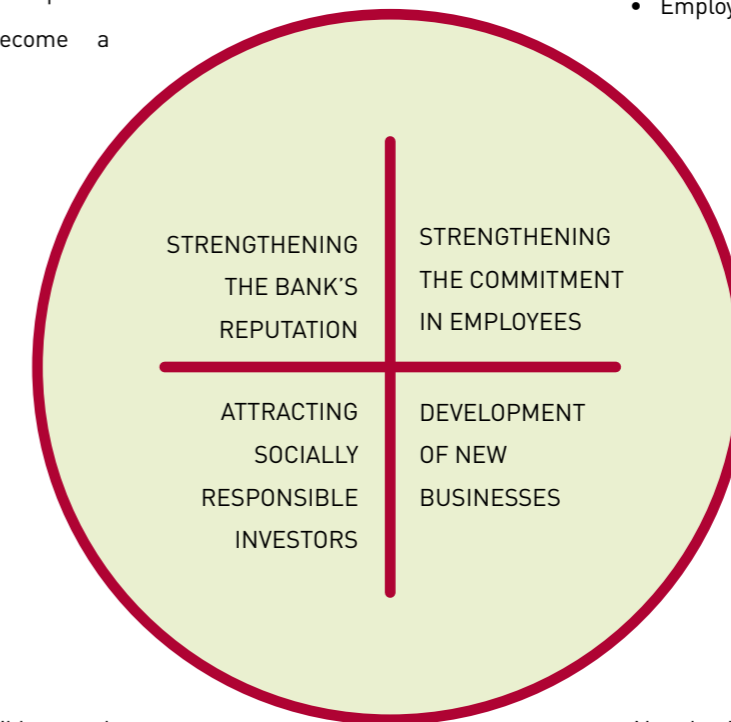 ecome a
• Employ
STRENGTHENING
THE BANK’S
REPUTATION
STRENGTHENING
THE COMMITMENT
IN EMPLOYEES
ATTRACTING
SOCIALLY
RESPONSIBLE
INVESTORS
DEVELOPMENT
OF NEW
BUSINESSES